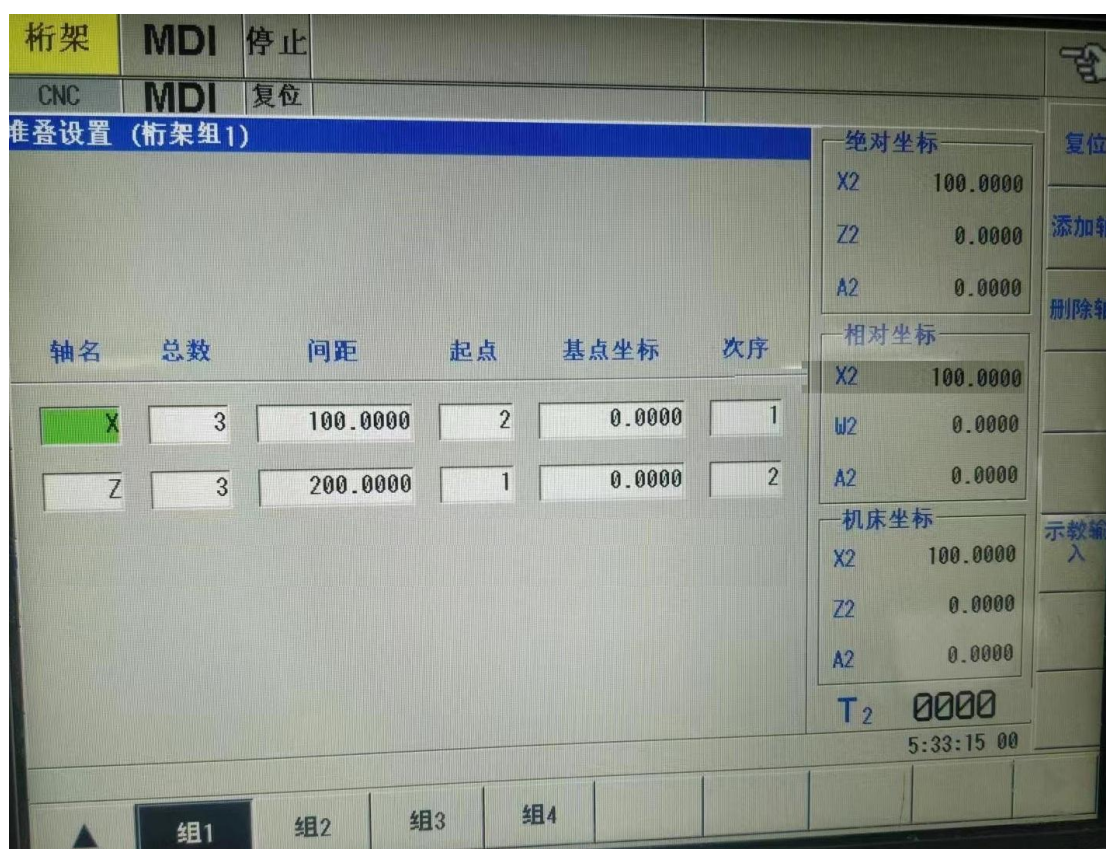 桁架 MDI 停止
CNC MDI 复位
堆叠设置 (桁架组1)
轴名 总数 间距 起点 基点坐标 次序
X 3 100.0000 2 0.0000 1
Z 3 200.0000 1 0.0000 2
绝对坐标
X2 100.0000
Z2 0.0000
A2 0.0000
相对坐标
X2 100.0000
W2 0.0000
A2 0.0000
机床坐标
X2 100.0000
Z2 0.0000
A2 0.0000
T2 0000
5:33:15 00
复位
添加轴
删除轴
示教输
入
▲ 组1 组2 组3 组4